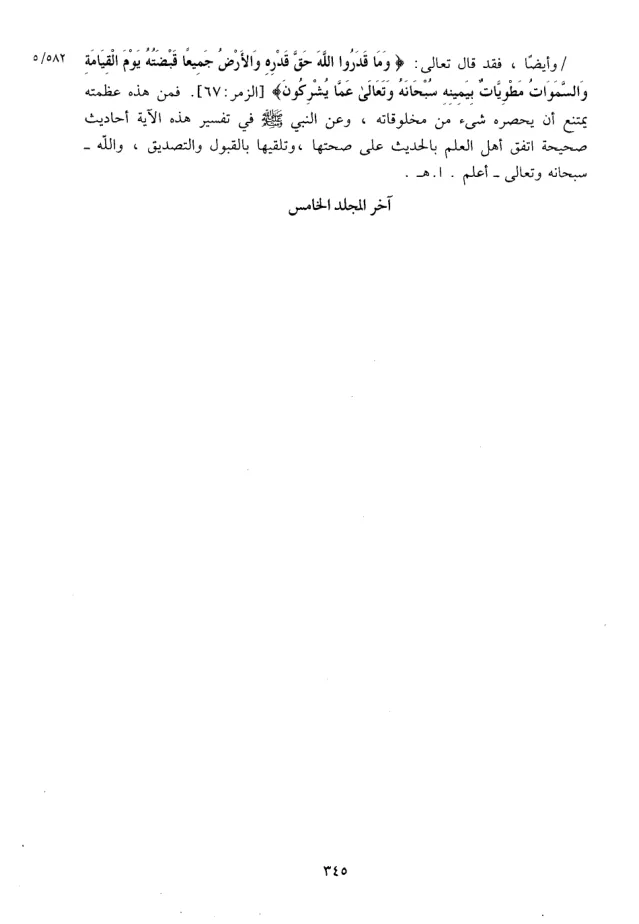 / وأيضًا ، فقد قال تعالى: ﴿ وَمَا قَدَرُوا اللَّهَ حَقَّ قَدْرِهِ وَالأَرْضُ جَمِيعًا قَبْضَتُهُ يَوْمَ الْقِيَامَةِ ٥/٥٨٢
وَالسَّمَوَاتُ مَطْوِيَّاتٌ بِيَمِينِهِ سُبْحَانَهُ وَتَعَالَىٰ عَمَّا يُشْرِكُونَ﴾ [الزمر:٦٧]. فمن هذه عظمته
يمتنع أن يحصره شىء من مخلوقاته ، وعن النبي ﷺ في تفسير هذه الآية أحاديث
صحيحة اتفق أهل العلم بالحديث على صحتها ،وتلقيها بالقبول والتصديق ، واللّه ـ
سبحانه وتعالى ـ أعلم . ا.هـ .
آخر المجلد الخامس
٣٤٥